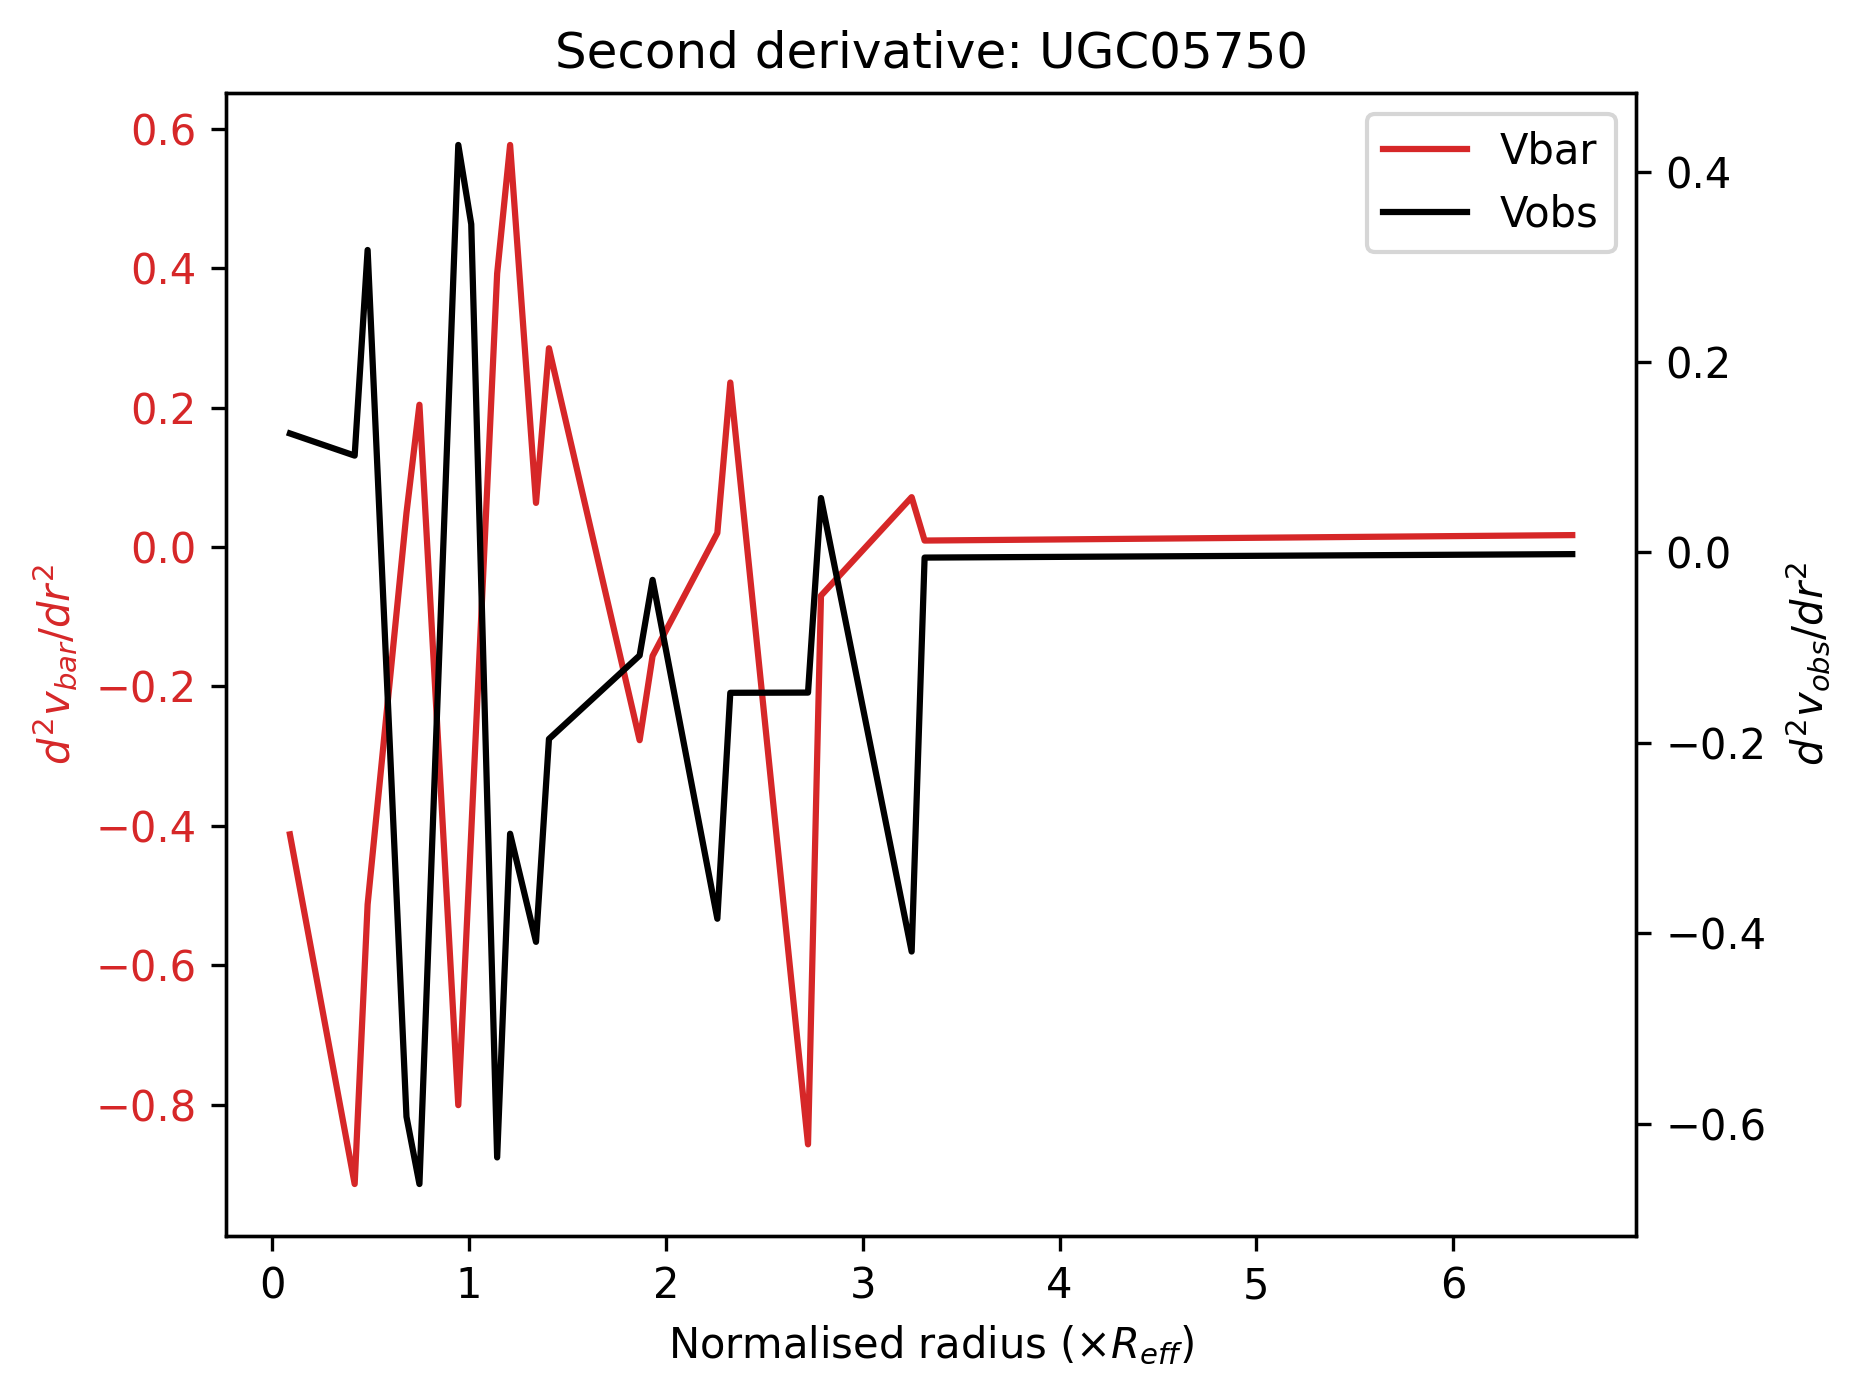 Second derivative: UGC05750
Vbar
Vobs
0.6
0.4
0.2
0.0
−0.2
−0.4
−0.6
−0.8
d²v_bar/dr²
0.4
0.2
0.0
−0.2
−0.4
−0.6
d²v_obs/dr²
0 1 2 3 4 5 6
Normalised radius (×R_eff)